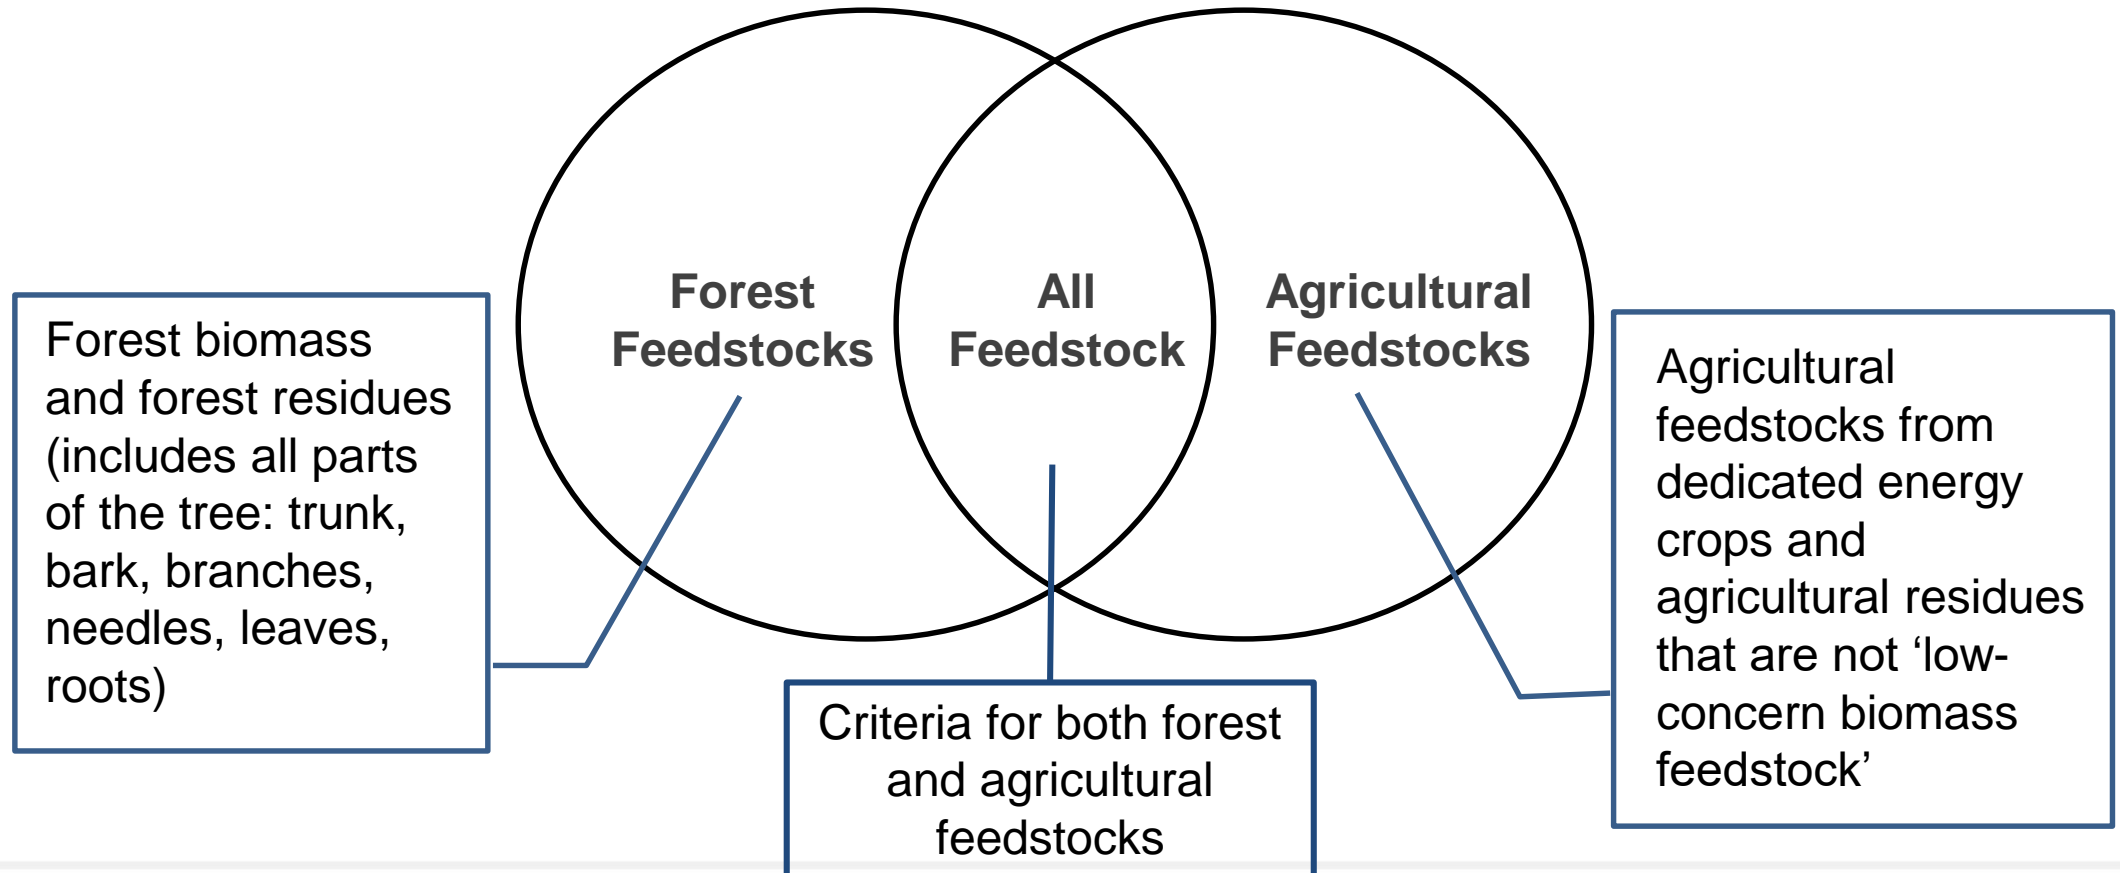 Forest
Feedstocks
All
Feedstock
Agricultural
Feedstocks
Forest biomass
and forest residues
(includes all parts
of the tree: trunk,
bark, branches,
needles, leaves,
roots)
Criteria for both forest
and agricultural
feedstocks
Agricultural
feedstocks from
dedicated energy
crops and
agricultural residues
that are not ‘low-
concern biomass
feedstock’